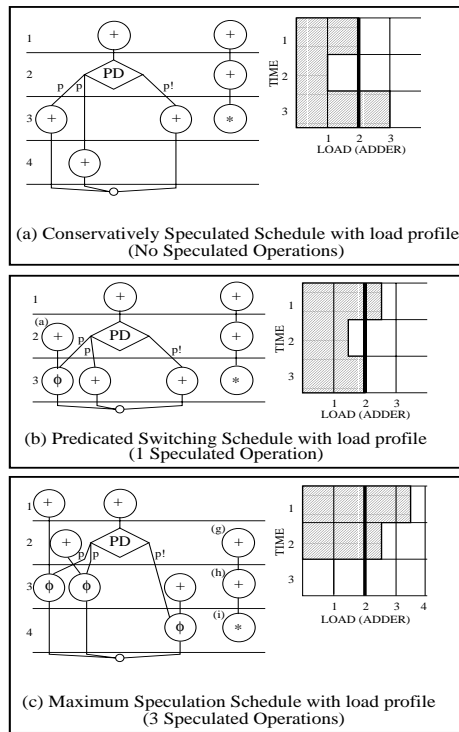 1
+
+
1
2
p
p
PD
p!
+
TIME
2
3
+
+
*
3
1
2
3
4
+
LOAD (ADDER)
(a) Conservatively Speculated Schedule with load profile
(No Speculated Operations)
1
+
+
1
(a)
2
+
p
p
PD
p!
+
TIME
2
3
ϕ
+
+
*
3
1
2
3
4
LOAD (ADDER)
(b) Predicated Switching Schedule with load profile
(1 Speculated Operation)
1
+
+
1
2
+
p
p
PD
p!
(g)
+
TIME
2
3
ϕ
ϕ
+
(h)
+
3
1
2
3
4
4
ϕ
(i)
*
LOAD (ADDER)
(c) Maximum Speculation Schedule with load profile
(3 Speculated Operations)